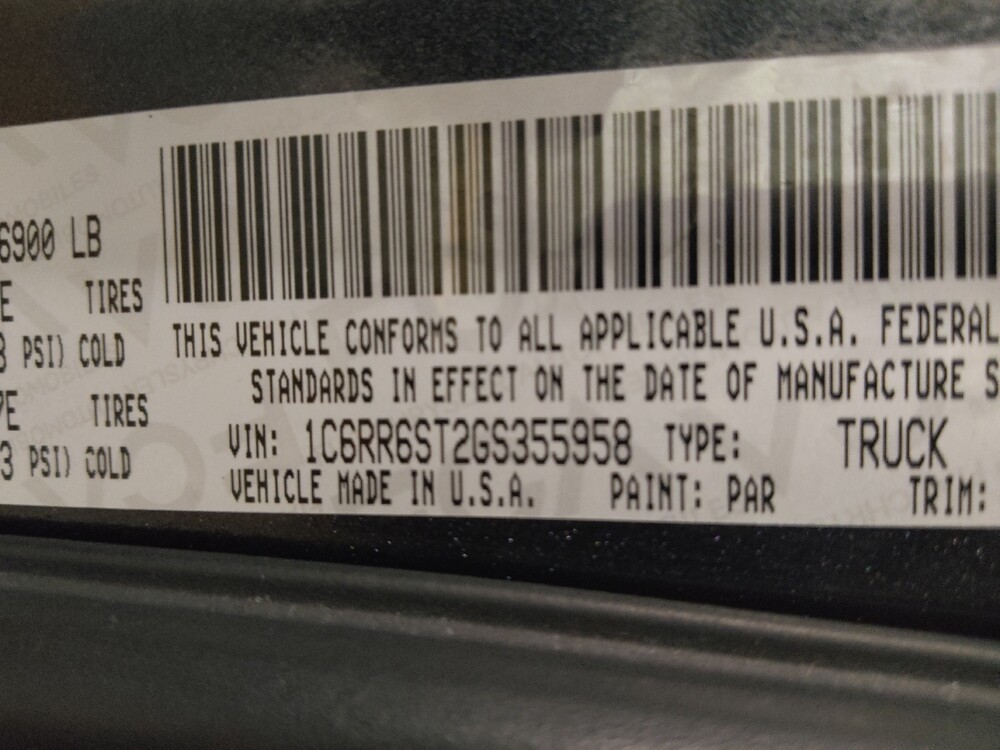 6900 LB
E TIRES
PSI) COLD
E TIRES
3 PSI) COLD
THIS VEHICLE CONFORMS TO ALL APPLICABLE U.S.A. FEDERAL
STANDARDS IN EFFECT ON THE DATE OF MANUFACTURE S
VIN: 1C6RR6ST2GS355958 TYPE: TRUCK
VEHICLE MADE IN U.S.A. PAINT: PAR TRIM: